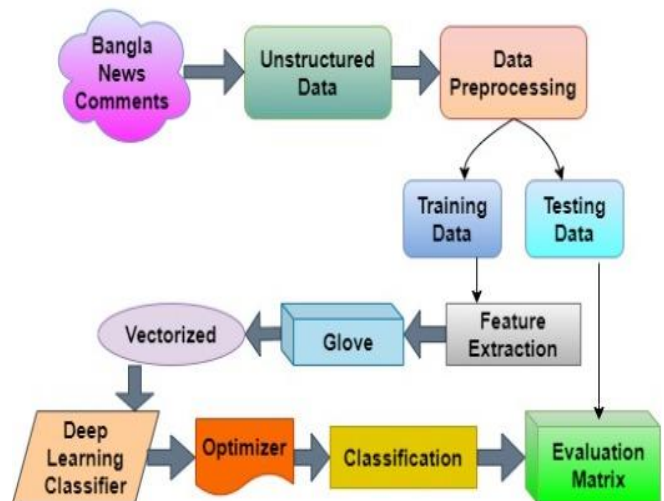 Bangla
News
Comments
Unstructured
Data
Data
Preprocessing
Training
Data
Testing
Data
Vectorized
Glove
Feature
Extraction
Deep
Learning
Classifier
Optimizer
Classification
Evaluation
Matrix